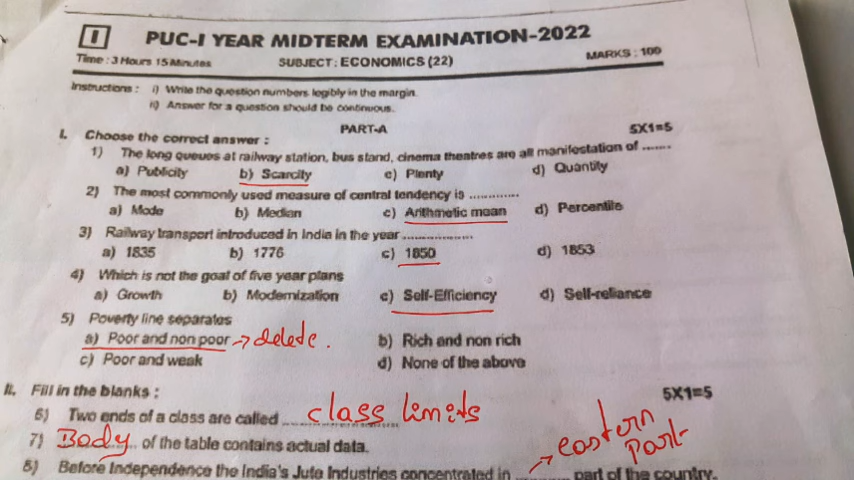 I PUC-I YEAR MIDTERM EXAMINATION-2022
Time : 3 Hours 15 Minutes SUBJECT : ECONOMICS (22) MARKS : 100
Instructions : i) Write the question numbers legibly in the margin.
ii) Answer for a question should be continuous.
PART-A
I. Choose the correct answer : 5X1=5
1) The long queues at railway station, bus stand, cinema theatres are all manifestation of .......
a) Publicity b) Scarcity c) Plenty d) Quantity
2) The most commonly used measure of central tendency is .............
a) Mode b) Median c) Arithmetic mean d) Percentile
3) Railway transport introduced in India in the year ..................
a) 1835 b) 1776 c) 1850 d) 1853
4) Which is not the goal of five year plans
a) Growth b) Modernization c) Self-Efficiency d) Self-reliance
5) Poverty line separates
a) Poor and non poor → delete. b) Rich and non rich
c) Poor and weak d) None of the above
II. Fill in the blanks : 5X1=5
6) Two ends of a class are called ...... class limits
7) Body of the table contains actual data.
→ eastern part
8) Before Independence the India's Jute Industries concentrated in ......... part of the country.